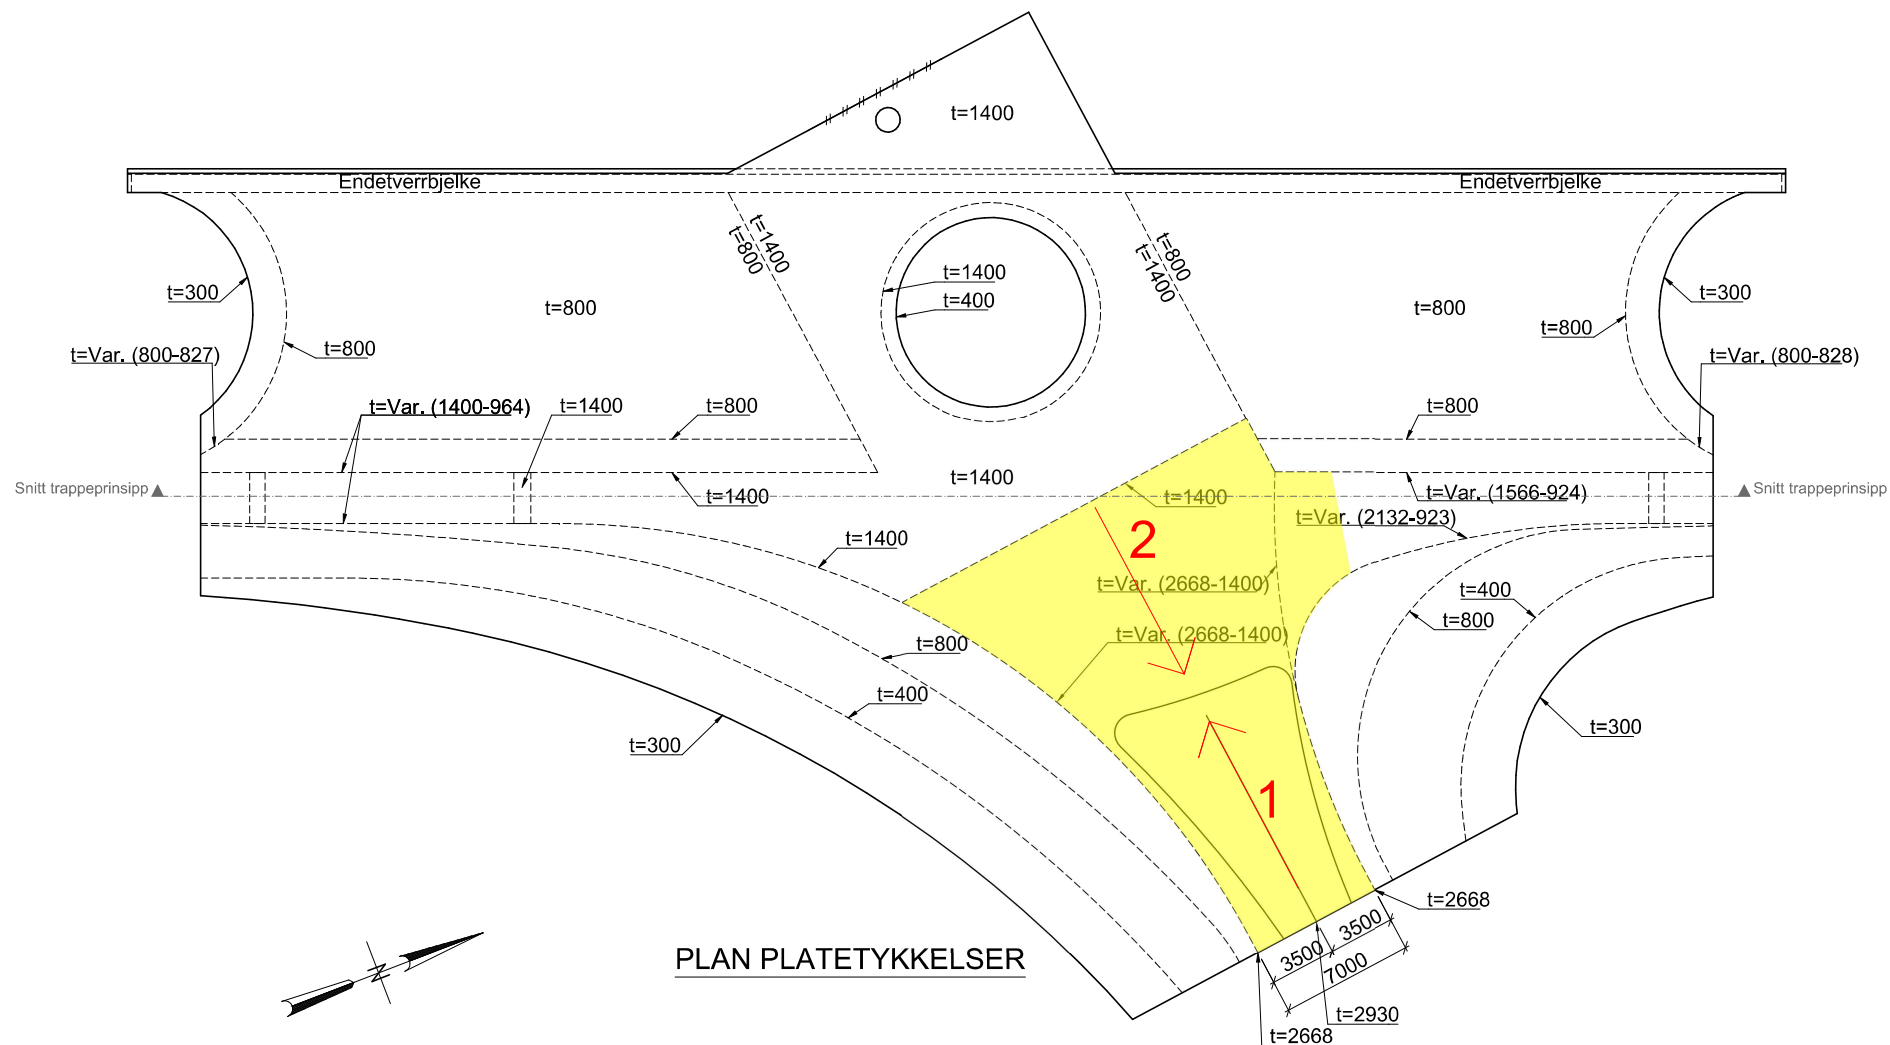 t=1400
Endetverrbjelke
Endetverrbjelke
t=1400
t=800
t=800
t=1400
t=1400
t=400
t=300
t=800
t=800
t=800
t=300
t=800
t=800
t=Var. (800-827)
t=Var. (800-828)
t=Var. (1400-964)
t=1400
t=800
t=800
t=1400
Snitt trappeprinsipp
t=1400
t=1400
t=Var. (1566-924)
Snitt trappeprinsipp
t=Var. (2132-923)
2
t=1400
t=Var. (2668-1400)
t=400
t=800
t=Var. (2668-1400)
t=800
t=400
t=300
t=300
1
t=2668
3500
3500
7000
N
PLAN PLATETYKKELSER
t=2930
t=2668